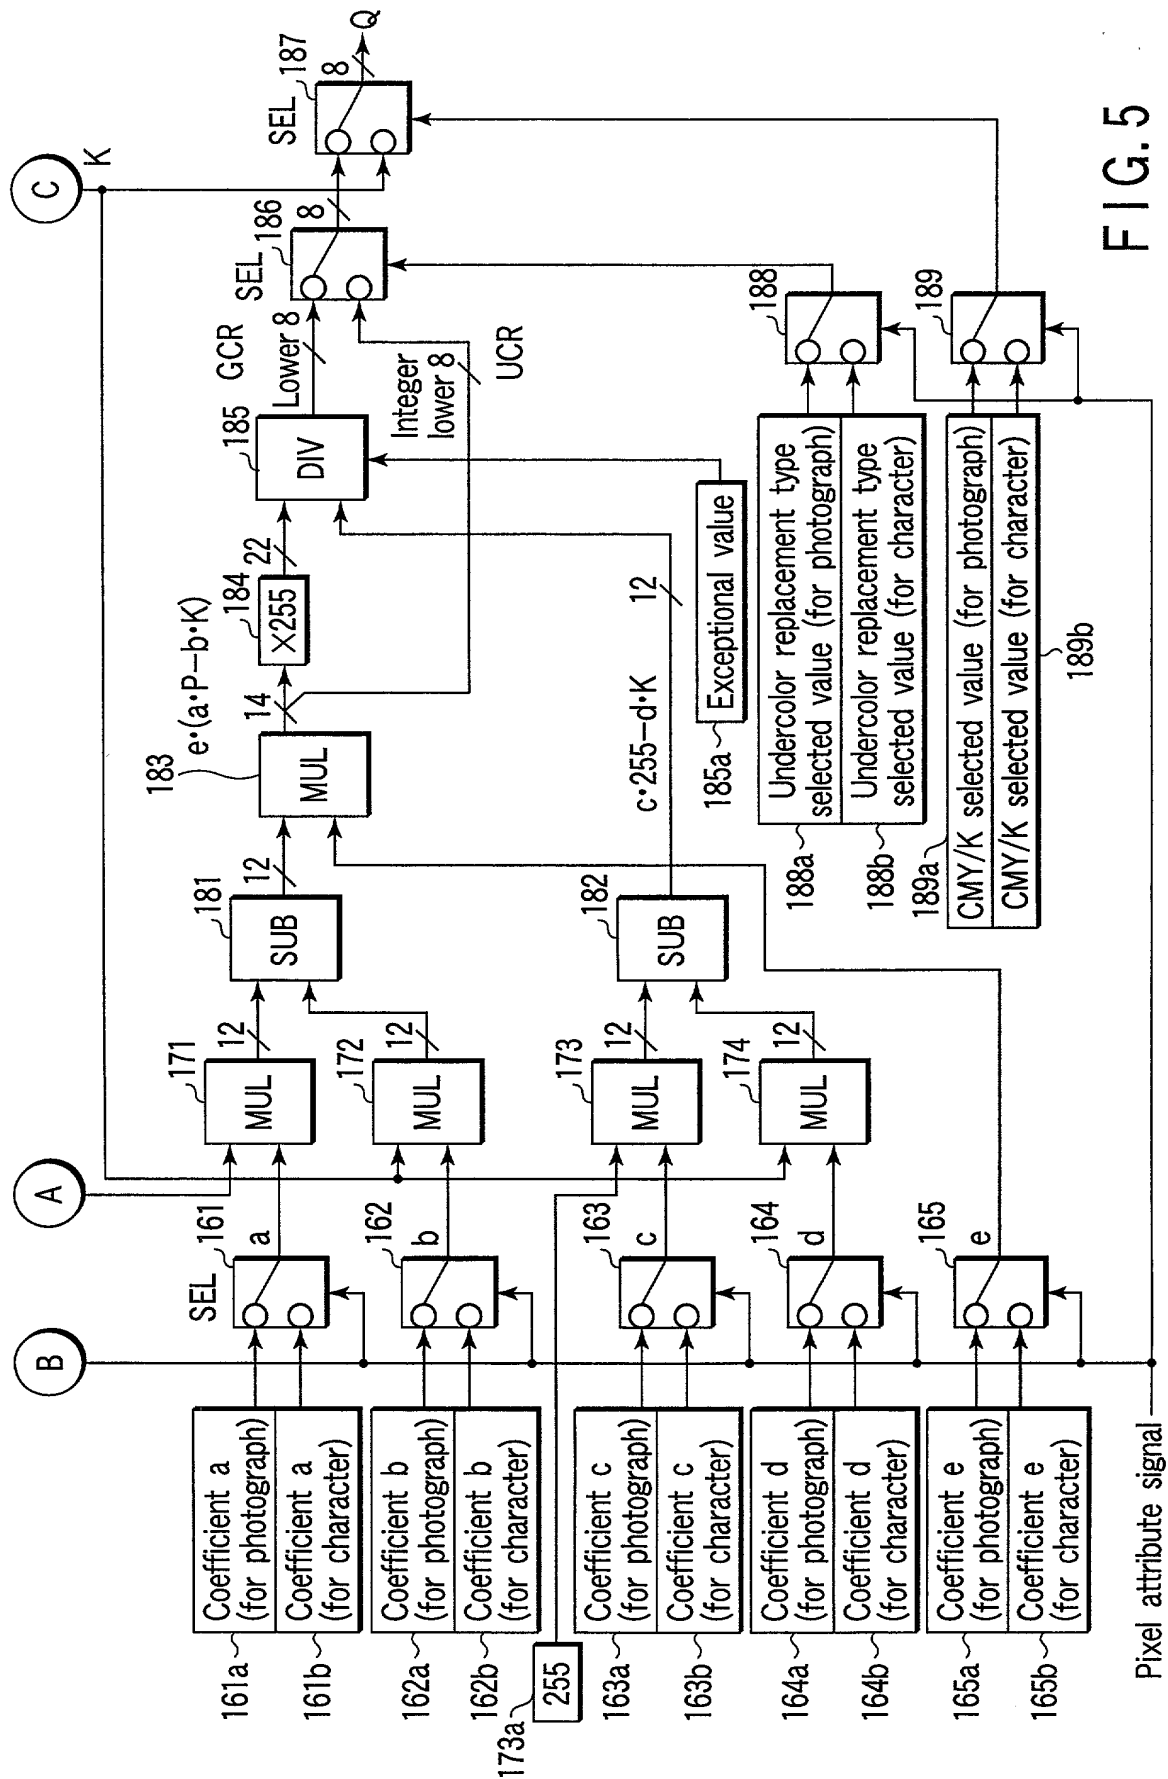 B
A
C
K
161a
Coefficient a
(for photograph)
161b
Coefficient a
(for character)
162a
Coefficient b
(for photograph)
162b
Coefficient b
(for character)
173a
255
163a
Coefficient c
(for photograph)
163b
Coefficient c
(for character)
164a
Coefficient d
(for photograph)
164b
Coefficient d
(for character)
165a
Coefficient e
(for photograph)
165b
Coefficient e
(for character)
Pixel attribute signal
SEL
161
a
162
b
163
c
164
d
165
e
171
MUL
12
172
MUL
12
173
MUL
12
174
MUL
12
181
SUB
12
182
SUB
183
MUL
e•(a•P−b•K)
14
184
×255
22
c•255−d•K
12
185
DIV
185a
Exceptional value
GCR
Lower 8
Integer
lower 8
UCR
SEL
186
8
SEL
187
8
Q
188a
Undercolor replacement type
selected value (for photograph)
188b
Undercolor replacement type
selected value (for character)
188
189a
CMY/K selected value (for photograph)
CMY/K selected value (for character)
189b
189
FIG. 5